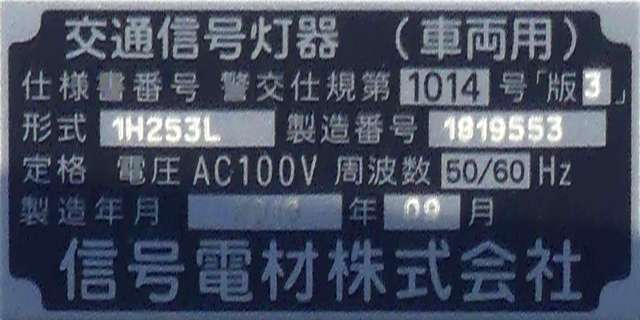 交通信号灯器 （車両用）
仕様書番号 警交仕規第 1014 号「版3」
形式 1H253L 製造番号 1819553
定格 電圧 AC100V 周波数 50/60 Hz
製造年月 年 09 月
信号電材株式会社